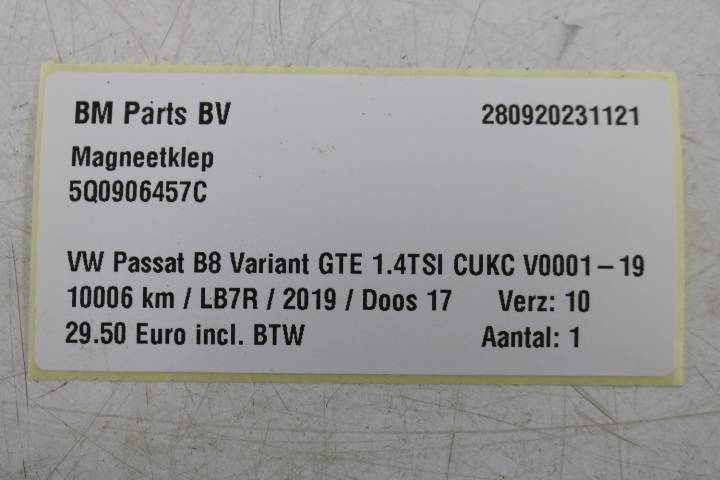 BM Parts BV 280920231121
Magneetklep
5Q0906457C
VW Passat B8 Variant GTE 1.4TSI CUKC V0001-19
10006 km / LB7R / 2019 / Doos 17 Verz: 10
29.50 Euro incl. BTW Aantal: 1